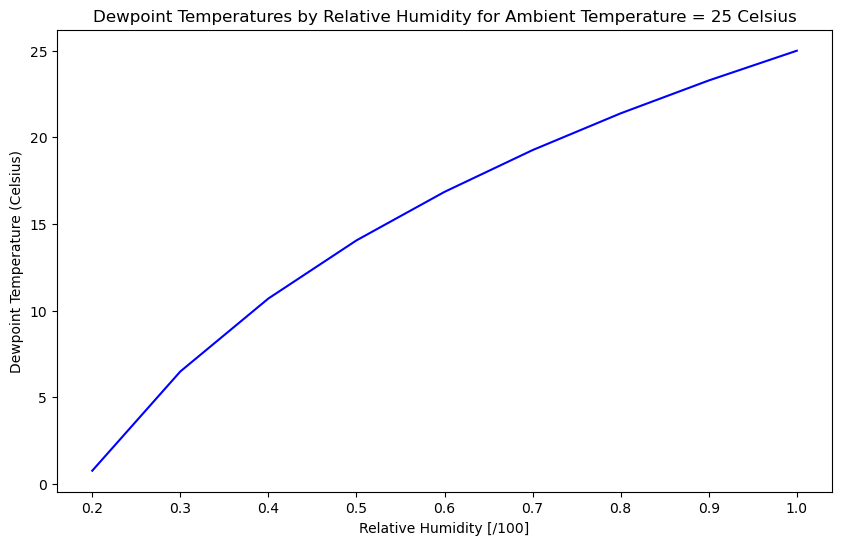 Dewpoint Temperatures by Relative Humidity for Ambient Temperature = 25 Celsius
Dewpoint Temperature (Celsius)
25
20
15
10
5
0
0.2 0.3 0.4 0.5 0.6 0.7 0.8 0.9 1.0
Relative Humidity [/100]